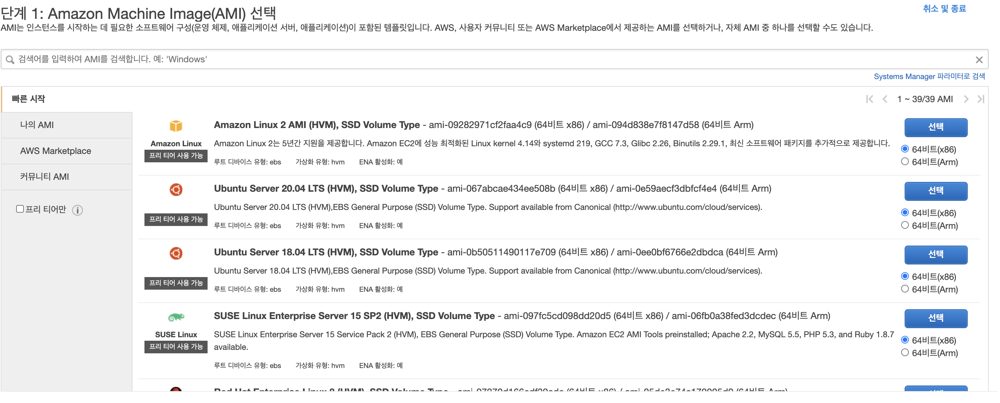 단계 1: Amazon Machine Image(AMI) 선택
취소 및 종료
AMI는 인스턴스를 시작하는 데 필요한 소프트웨어 구성(운영 체제, 애플리케이션 서버, 애플리케이션)이 포함된 템플릿입니다. AWS, 사용자 커뮤니티 또는 AWS Marketplace에서 제공하는 AMI를 선택하거나, 자체 AMI 중 하나를 선택할 수도 있습니다.
검색어를 입력하여 AMI를 검색합니다. 예: 'Windows'
Systems Manager 파라미터로 검색
빠른 시작
1 ~ 39/39 AMI
나의 AMI
AWS Marketplace
커뮤니티 AMI
프리 티어만
Amazon Linux
프리 티어 사용 가능
Amazon Linux 2 AMI (HVM), SSD Volume Type - ami-09282971cf2faa4c9 (64비트 x86) / ami-094d838e7f8147d58 (64비트 Arm)
Amazon Linux 2는 5년간 지원을 제공합니다. Amazon EC2에 성능 최적화된 Linux kernel 4.14와 systemd 219, GCC 7.3, Glibc 2.26, Binutils 2.29.1, 최신 소프트웨어 패키지를 추가적으로 제공합니다.
루트 디바이스 유형: ebs 가상화 유형: hvm ENA 활성화: 예
선택
64비트(x86)
64비트(Arm)
프리 티어 사용 가능
Ubuntu Server 20.04 LTS (HVM), SSD Volume Type - ami-067abcae434ee508b (64비트 x86) / ami-0e59aecf3dbfcf4e4 (64비트 Arm)
Ubuntu Server 20.04 LTS (HVM),EBS General Purpose (SSD) Volume Type. Support available from Canonical (http://www.ubuntu.com/cloud/services).
루트 디바이스 유형: ebs 가상화 유형: hvm ENA 활성화: 예
선택
64비트(x86)
64비트(Arm)
프리 티어 사용 가능
Ubuntu Server 18.04 LTS (HVM), SSD Volume Type - ami-0b50511490117e709 (64비트 x86) / ami-0ee0bf6766e2dbdca (64비트 Arm)
Ubuntu Server 18.04 LTS (HVM),EBS General Purpose (SSD) Volume Type. Support available from Canonical (http://www.ubuntu.com/cloud/services).
루트 디바이스 유형: ebs 가상화 유형: hvm ENA 활성화: 예
선택
64비트(x86)
64비트(Arm)
SUSE Linux
프리 티어 사용 가능
SUSE Linux Enterprise Server 15 SP2 (HVM), SSD Volume Type - ami-097fc5cd098dd20d5 (64비트 x86) / ami-06fb0a38fed3dcdec (64비트 Arm)
SUSE Linux Enterprise Server 15 Service Pack 2 (HVM), EBS General Purpose (SSD) Volume Type. Amazon EC2 AMI Tools preinstalled; Apache 2.2, MySQL 5.5, PHP 5.3, and Ruby 1.8.7
available.
루트 디바이스 유형: ebs 가상화 유형: hvm ENA 활성화: 예
선택
64비트(x86)
64비트(Arm)
Red Hat Enterprise Linux 8 (HVM), SSD Volume Type